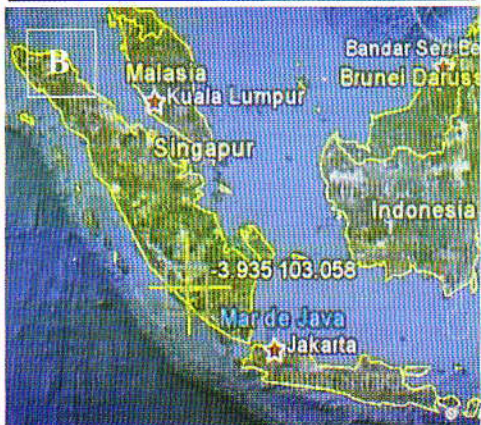 B
Bandar Seri Be
Malasia
Brunei Daruss
Kuala Lumpur
Singapur
Indonesia
-3.935 103.058
Mar de Java
Jakarta